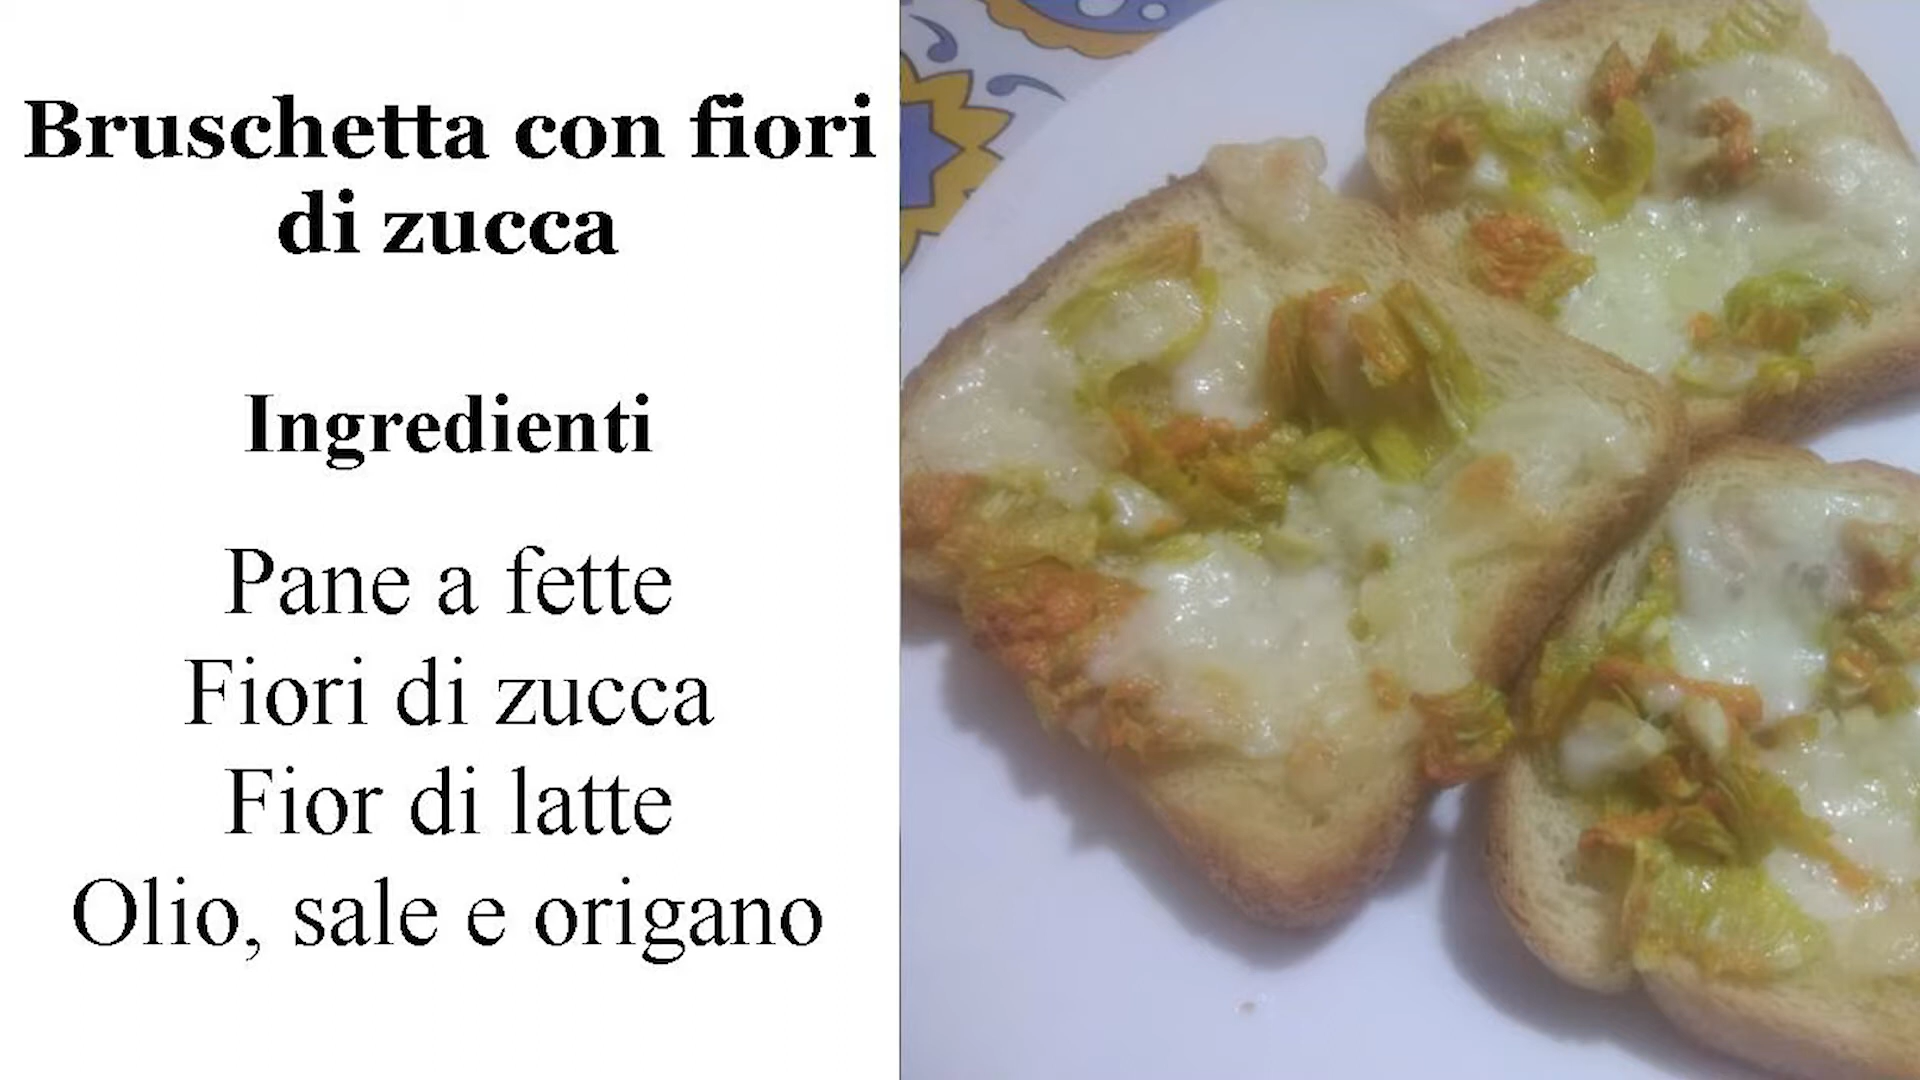 Bruschetta con fiori
di zucca
Ingredienti
Pane a fette
Fiori di zucca
Fior di latte
Olio, sale e origano